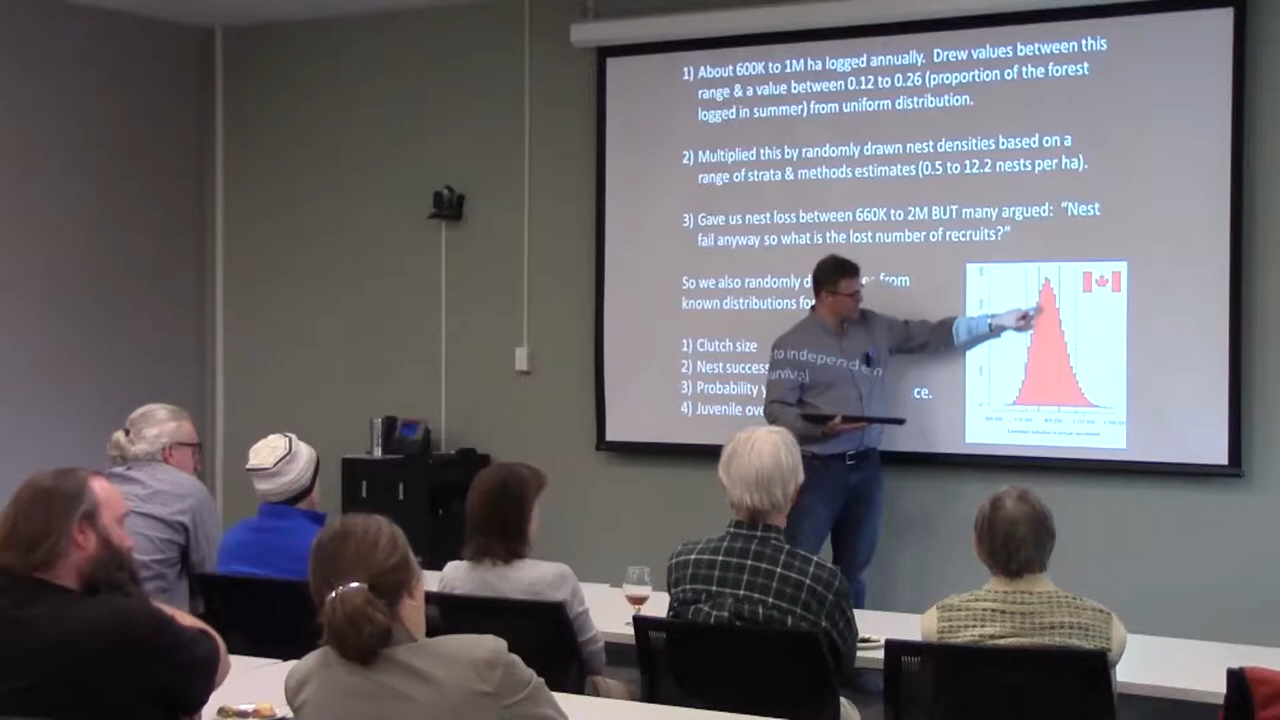 1) About 600K to 1M ha logged annually. Drew values between this
range & a value between 0.12 to 0.26 (proportion of the forest
logged in summer) from uniform distribution.
2) Multiplied this by randomly drawn nest densities based on a
range of strata & methods estimates (0.5 to 12.2 nests per ha).
3) Gave us nest loss between 660K to 2M BUT many argued: "Nest
fail anyway so what is the lost number of recruits?"
So we also randomly from
known distributions
1) Clutch size
2) Nest success
to independen
3) Probability
urvival
ce.
4) Juvenile